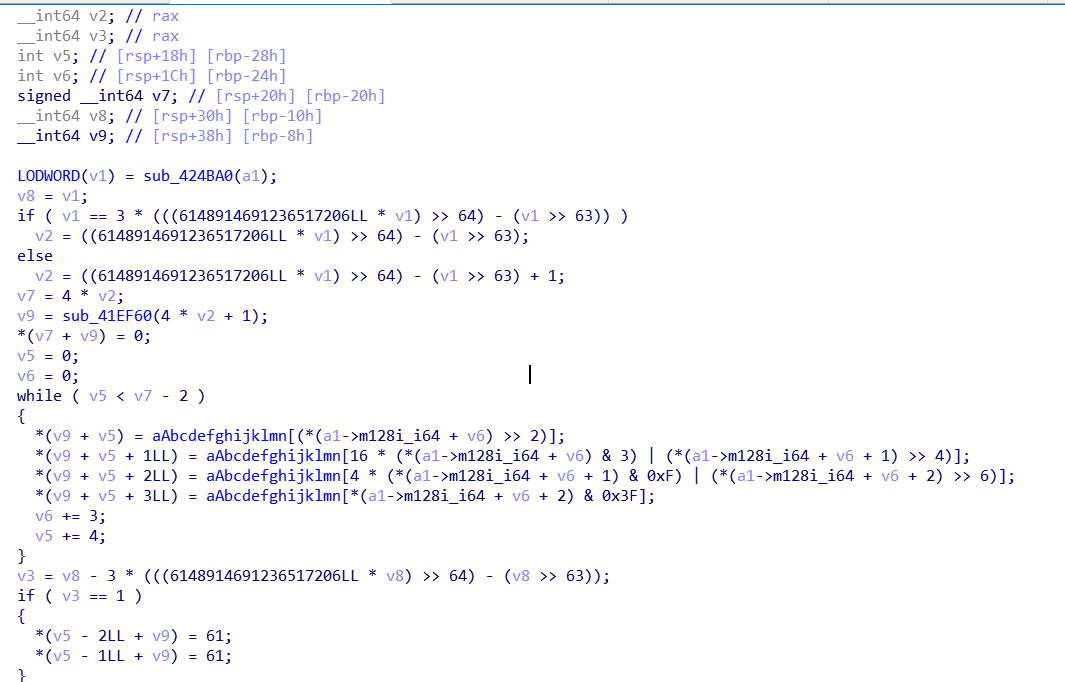 __int64 v2; // rax
__int64 v3; // rax
int v5; // [rsp+18h] [rbp-28h]
int v6; // [rsp+1Ch] [rbp-24h]
signed __int64 v7; // [rsp+20h] [rbp-20h]
__int64 v8; // [rsp+30h] [rbp-10h]
__int64 v9; // [rsp+38h] [rbp-8h]

LODWORD(v1) = sub_424BA0(a1);
v8 = v1;
if ( v1 == 3 * (((6148914691236517206LL * v1) >> 64) - (v1 >> 63)) )
  v2 = ((6148914691236517206LL * v1) >> 64) - (v1 >> 63);
else
  v2 = ((6148914691236517206LL * v1) >> 64) - (v1 >> 63) + 1;
v7 = 4 * v2;
v9 = sub_41EF60(4 * v2 + 1);
*(v7 + v9) = 0;
v5 = 0;
v6 = 0;
while ( v5 < v7 - 2 )
{
  *(v9 + v5) = aAbcdefghijklmn[(*(a1->m128i_i64 + v6) >> 2)];
  *(v9 + v5 + 1LL) = aAbcdefghijklmn[16 * (*(a1->m128i_i64 + v6) & 3) | (*(a1->m128i_i64 + v6 + 1) >> 4)];
  *(v9 + v5 + 2LL) = aAbcdefghijklmn[4 * (*(a1->m128i_i64 + v6 + 1) & 0xF) | (*(a1->m128i_i64 + v6 + 2) >> 6)];
  *(v9 + v5 + 3LL) = aAbcdefghijklmn[*(a1->m128i_i64 + v6 + 2) & 0x3F];
  v6 += 3;
  v5 += 4;
}
v3 = v8 - 3 * (((6148914691236517206LL * v8) >> 64) - (v8 >> 63));
if ( v3 == 1 )
{
  *(v5 - 2LL + v9) = 61;
  *(v5 - 1LL + v9) = 61;
}